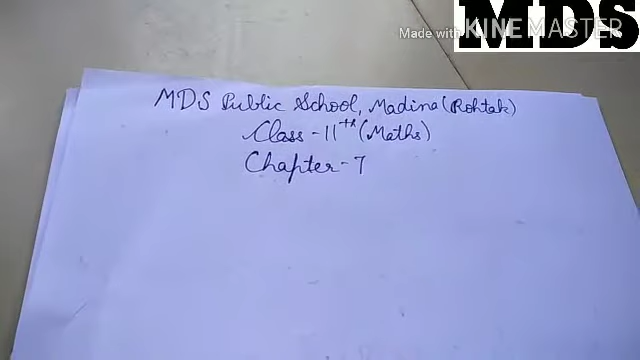 MDS
Made with KINEMASTER
MDS Public School, Madina (Rohtak)
Class - 11th (Maths)
Chapter - 7